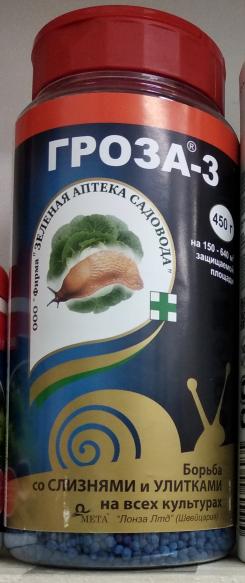 ГРОЗА®-3
450 г
на 150 - 640 м²
защищаемой
площади
ООО "Фирма "ЗЕЛЕНАЯ АПТЕКА САДОВОДА"
Борьба
со СЛИЗНЯМИ и УЛИТКАМИ
на всех культурах
МЕТА "Лонза Лтд" (Швейцария)